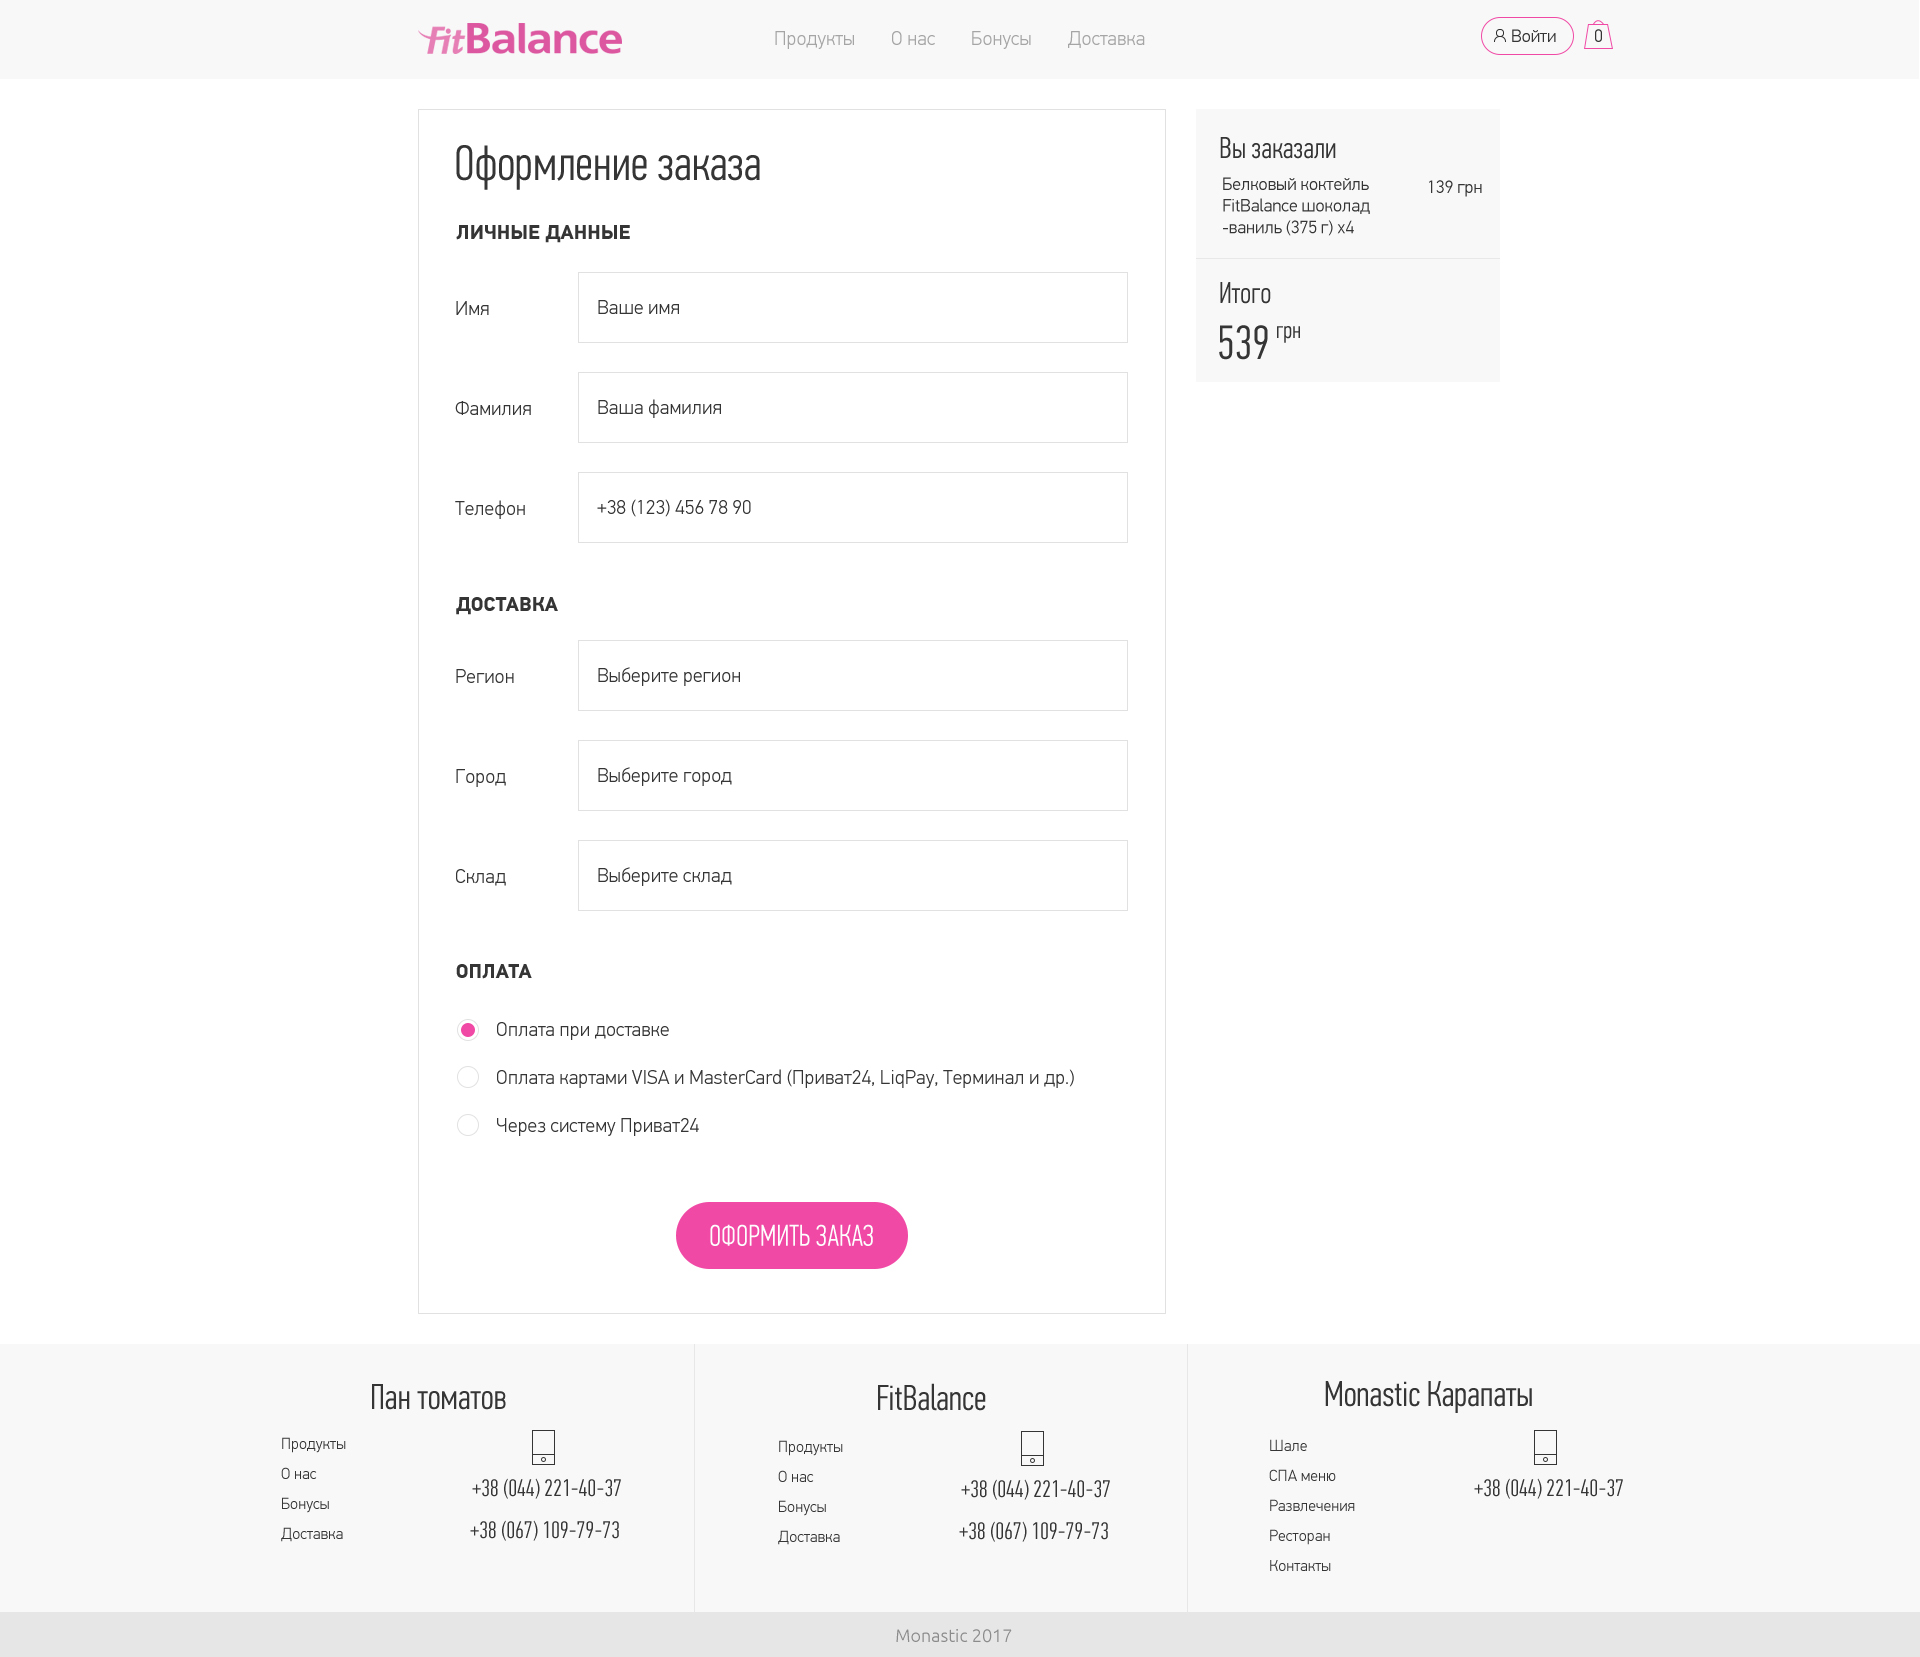 FitBalance
Продукты О нас Бонусы Доставка
Войти 0
Оформление заказа
ЛИЧНЫЕ ДАННЫЕ
Имя Ваше имя
Фамилия Ваша фамилия
Телефон +38 (123) 456 78 90
ДОСТАВКА
Регион Выберите регион
Город Выберите город
Склад Выберите склад
ОПЛАТА
Оплата при доставке
Оплата картами VISA и MasterCard (Приват24, LiqPay, Терминал и др.)
Через систему Приват24
ОФОРМИТЬ ЗАКАЗ
Вы заказали
Белковый коктейль 139 грн
FitBalance шоколад
-ваниль (375 г) x4
Итого
539 грн
Пан томатов
Продукты
О нас
Бонусы
Доставка
+38 (044) 221-40-37
+38 (067) 109-79-73
FitBalance
Продукты
О нас
Бонусы
Доставка
+38 (044) 221-40-37
+38 (067) 109-79-73
Monastic Карапаты
Шале
СПА меню
Развлечения
Ресторан
Контакты
+38 (044) 221-40-37
Monastic 2017